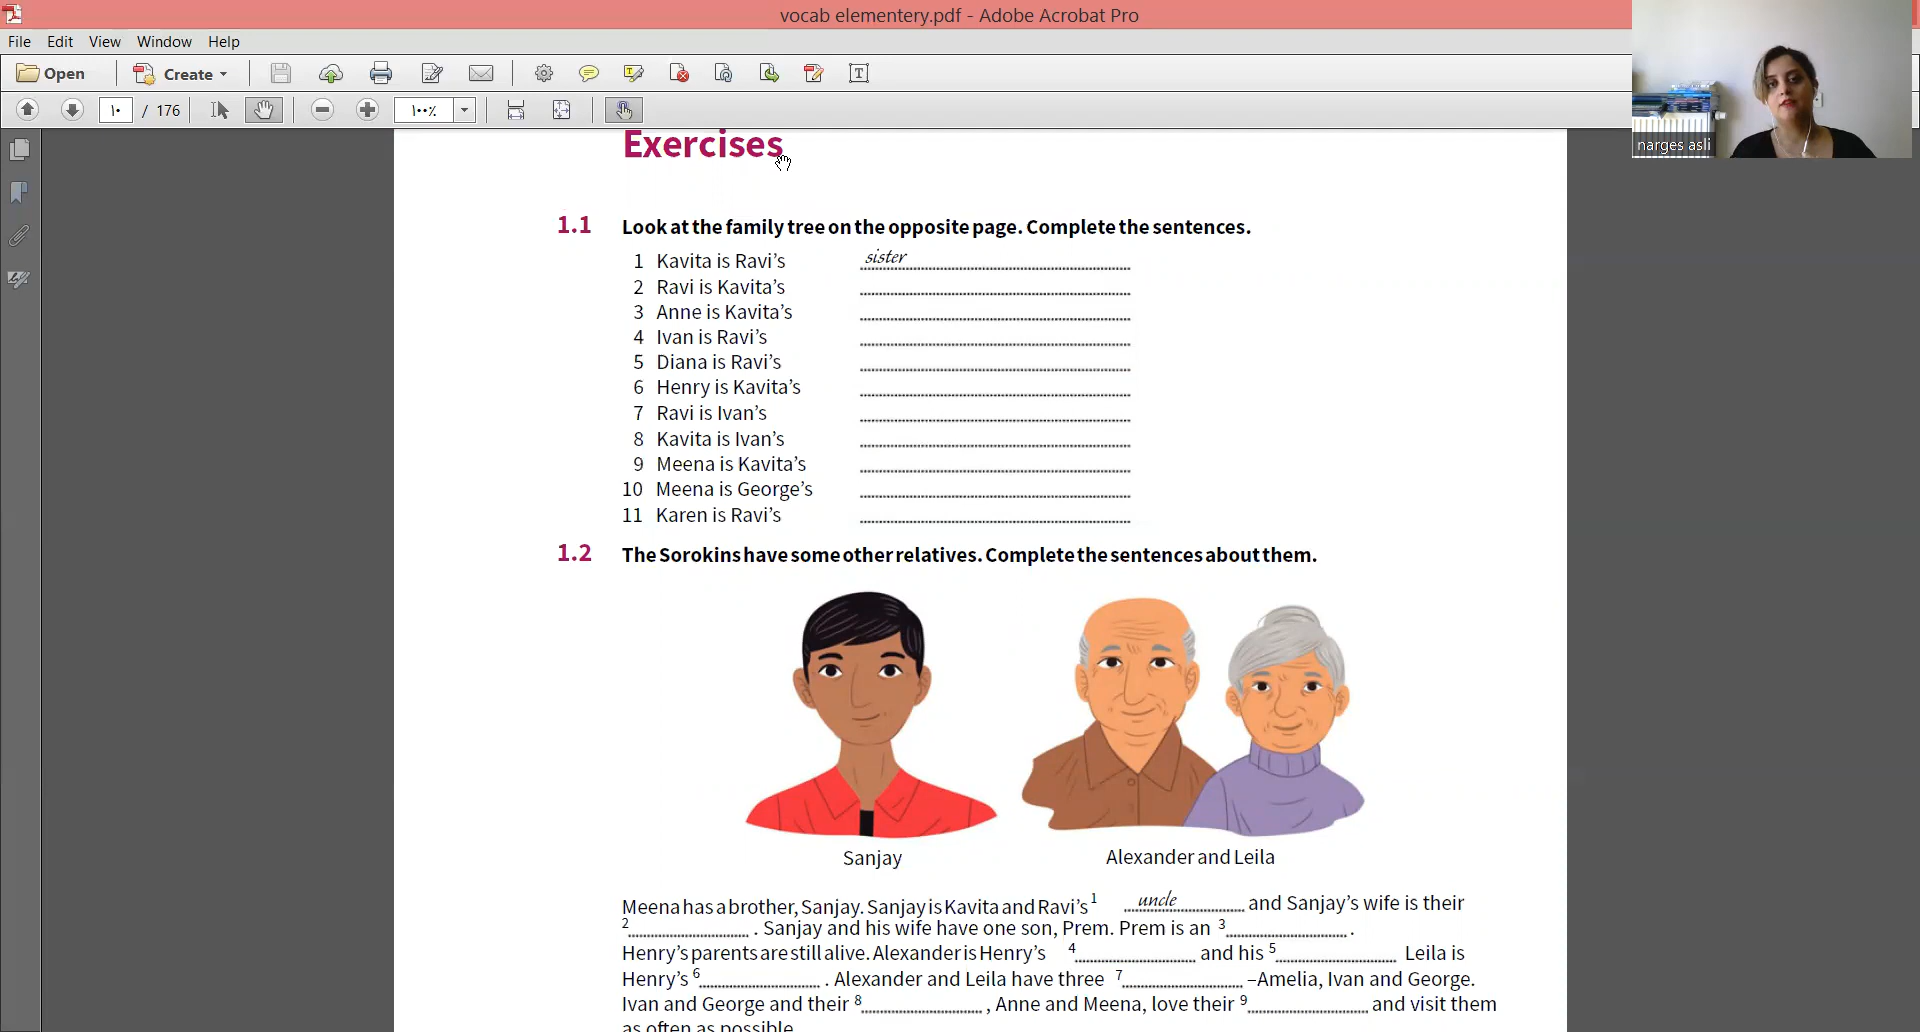 vocab elementery.pdf - Adobe Acrobat Pro
File Edit View Window Help
Open Create
۱۰ / 176 ۱۰۰٪
narges asli
Exercises
1.1 Look at the family tree on the opposite page. Complete the sentences.
1 Kavita is Ravi's sister
2 Ravi is Kavita's
3 Anne is Kavita's
4 Ivan is Ravi's
5 Diana is Ravi's
6 Henry is Kavita's
7 Ravi is Ivan's
8 Kavita is Ivan's
9 Meena is Kavita's
10 Meena is George's
11 Karen is Ravi's
1.2 The Sorokins have some other relatives. Complete the sentences about them.
Sanjay Alexander and Leila
Meena has a brother, Sanjay. Sanjay is Kavita and Ravi's 1 uncle and Sanjay's wife is their
2 . Sanjay and his wife have one son, Prem. Prem is an 3 .
Henry's parents are still alive. Alexander is Henry's 4 and his 5 Leila is
Henry's 6 . Alexander and Leila have three 7 –Amelia, Ivan and George.
Ivan and George and their 8 , Anne and Meena, love their 9 and visit them
as often as possible.